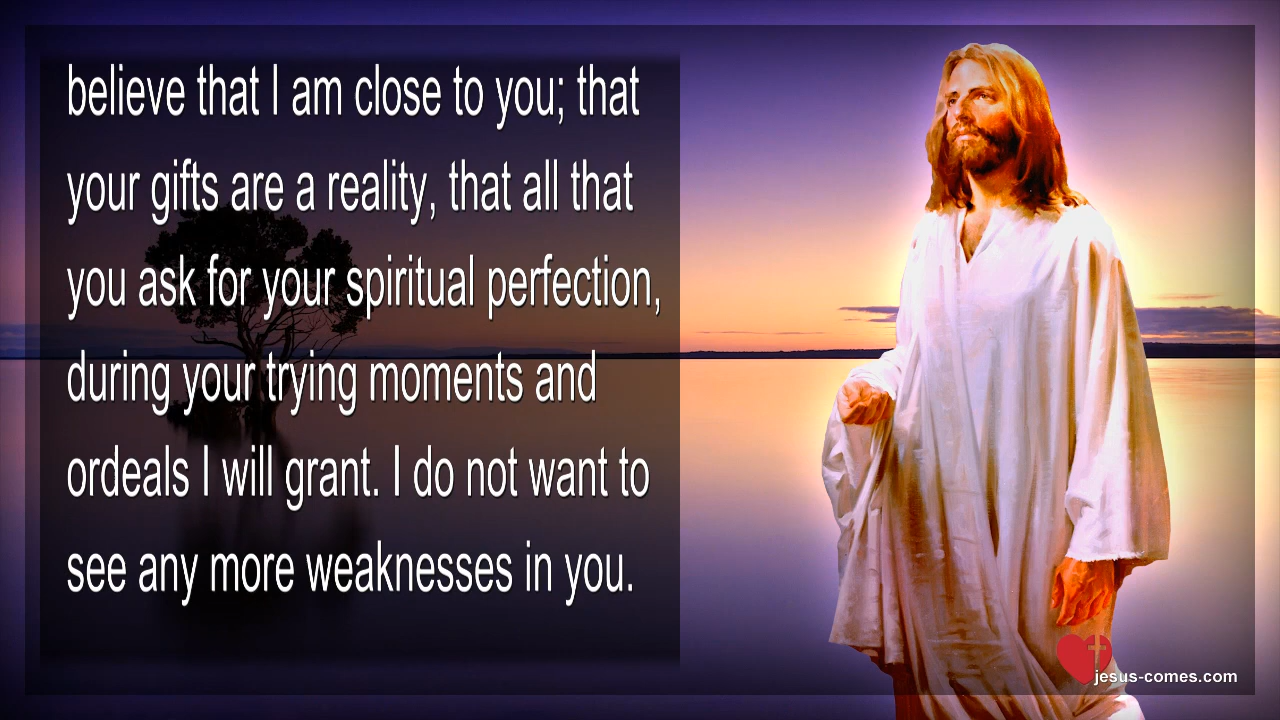 believe that I am close to you; that
your gifts are a reality, that all that
you ask for your spiritual perfection,
during your trying moments and
ordeals I will grant. I do not want to
see any more weaknesses in you.
jesus-comes.com